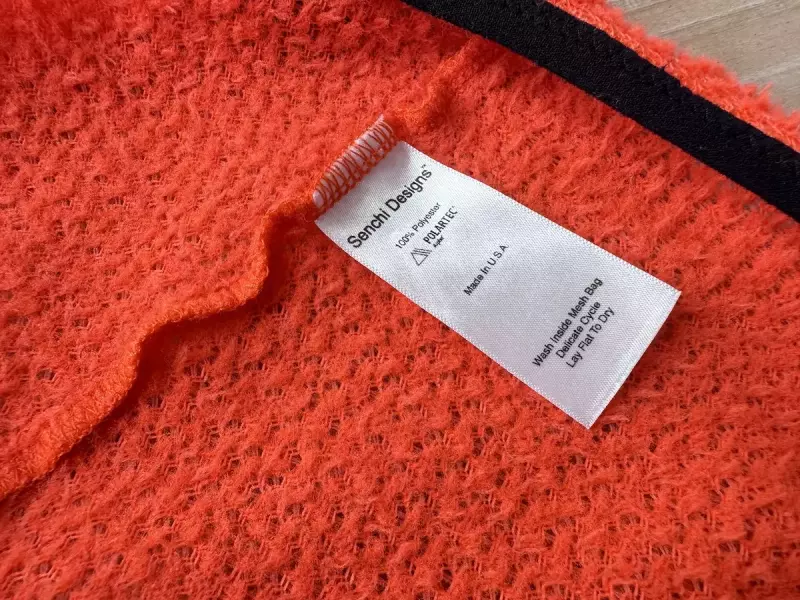 Senchi Designs™
100% Polyester
POLARTEC®
Alpha®
Made In U S A
Wash Inside Mesh Bag
Delicate Cycle
Lay Flat To Dry